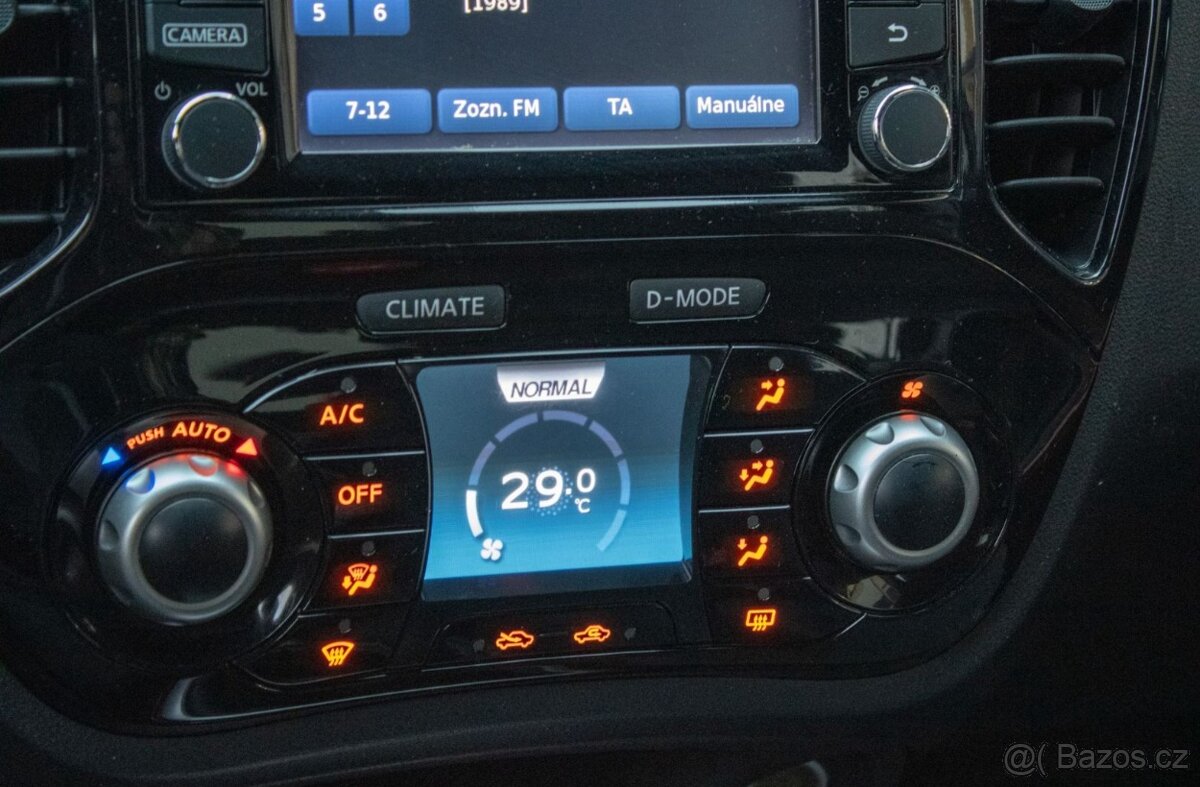 5 6
[1989]
CAMERA
VOL
7-12 Zozn. FM TA Manuálne
CLIMATE D-MODE
NORMAL
A/C
PUSH AUTO
29.0
°C
OFF
@( Bazos.cz